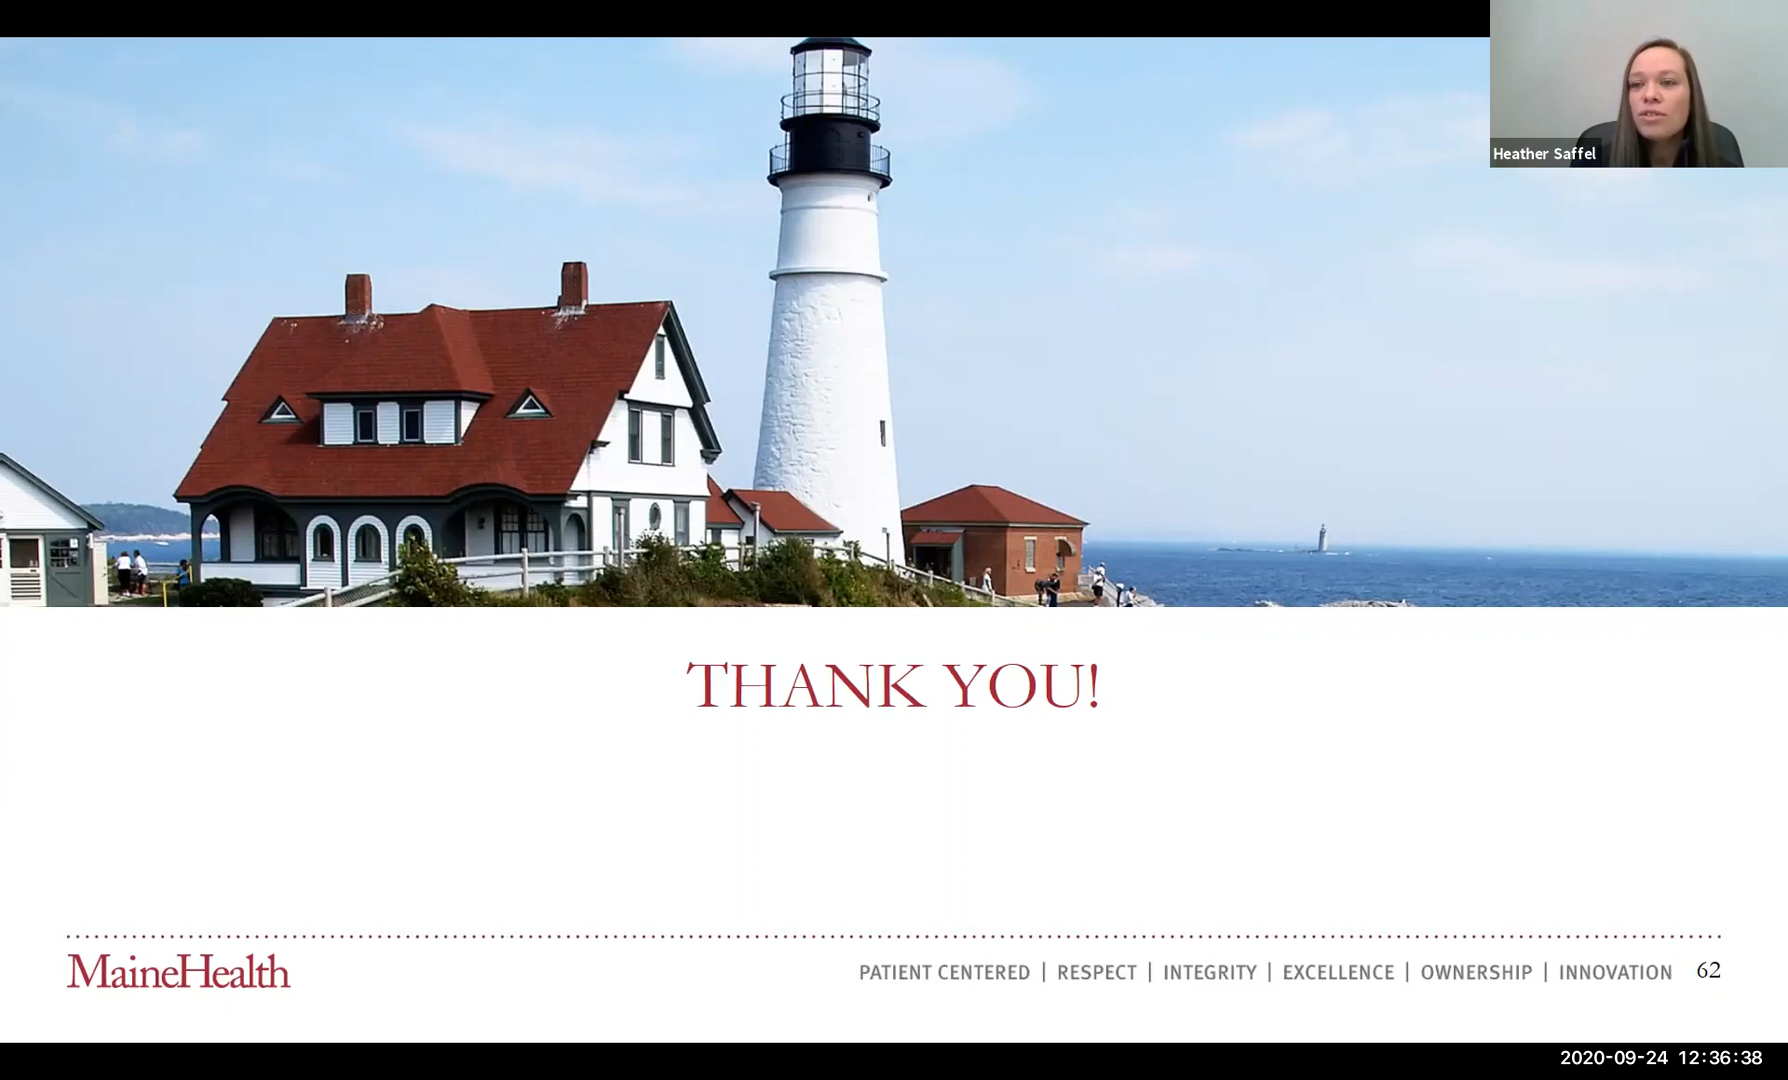 Heather Saffel
THANK YOU!
MaineHealth
PATIENT CENTERED | RESPECT | INTEGRITY | EXCELLENCE | OWNERSHIP | INNOVATION 62
2020-09-24 12:36:38